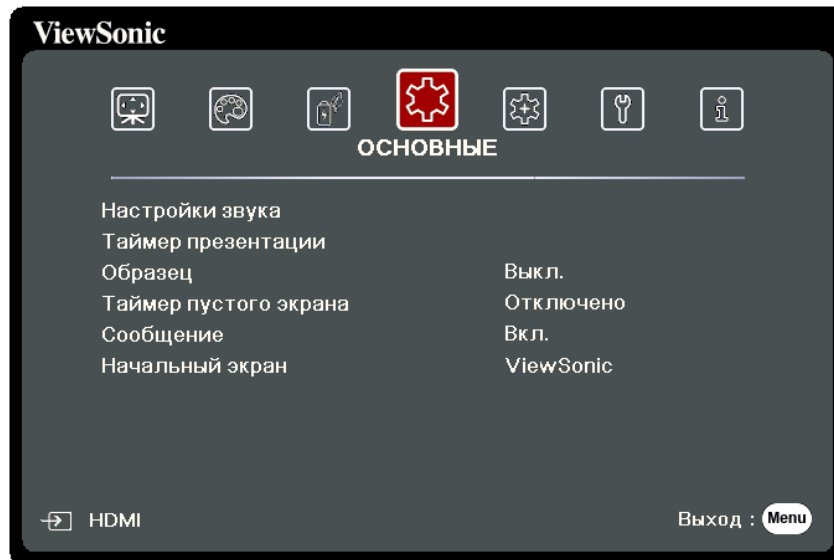 ViewSonic
ОСНОВНЫЕ
Настройки звука
Таймер презентации
Образец Выкл.
Таймер пустого экрана Отключено
Сообщение Вкл.
Начальный экран ViewSonic
HDMI Выход : Menu